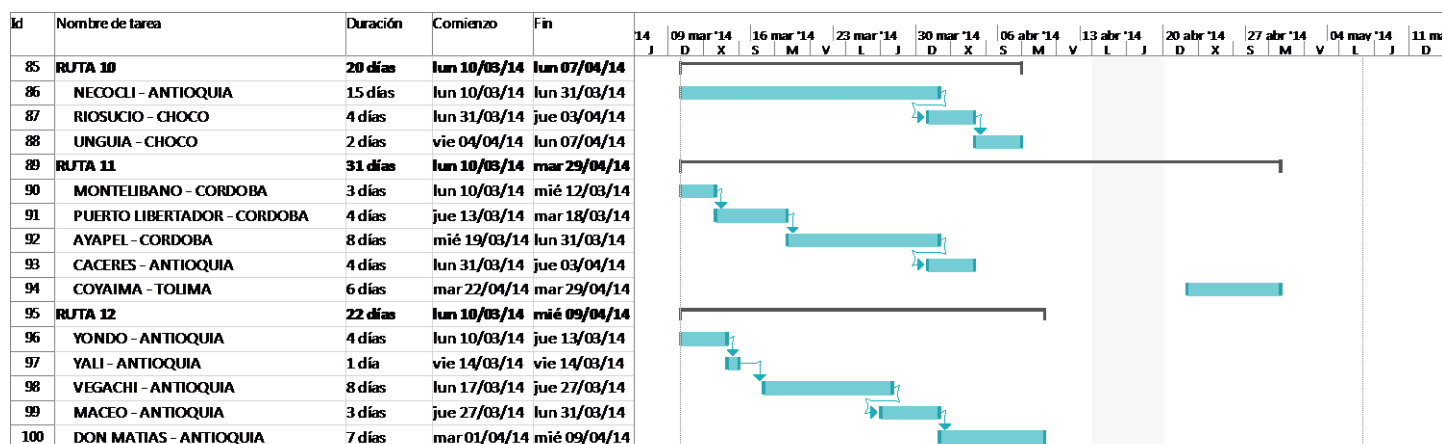 Id Nombre de tarea Duración Comienzo Fin
'14 09 mar '14 16 mar '14 23 mar '14 30 mar '14 06 abr '14 13 abr '14 20 abr '14 27 abr '14 04 may '14 11 ma
J D X S M V L J D X S M V L J D X S M V L J D
85 RUTA 10 20 días lun 10/03/14 lun 07/04/14
86 NECOCLI - ANTIOQUIA 15 días lun 10/03/14 lun 31/03/14
87 RIOSUCIO - CHOCO 4 días lun 31/03/14 jue 03/04/14
88 UNGUIA - CHOCO 2 días vie 04/04/14 lun 07/04/14
89 RUTA 11 31 días lun 10/03/14 mar 29/04/14
90 MONTELIBANO - CORDOBA 3 días lun 10/03/14 mié 12/03/14
91 PUERTO LIBERTADOR - CORDOBA 4 días jue 13/03/14 mar 18/03/14
92 AYAPEL - CORDOBA 8 días mié 19/03/14 lun 31/03/14
93 CACERES - ANTIOQUIA 4 días lun 31/03/14 jue 03/04/14
94 COYAIMA - TOLIMA 6 días mar 22/04/14 mar 29/04/14
95 RUTA 12 22 días lun 10/03/14 mié 09/04/14
96 YONDO - ANTIOQUIA 4 días lun 10/03/14 jue 13/03/14
97 YALI - ANTIOQUIA 1 día vie 14/03/14 vie 14/03/14
98 VEGACHI - ANTIOQUIA 8 días lun 17/03/14 jue 27/03/14
99 MACEO - ANTIOQUIA 3 días jue 27/03/14 lun 31/03/14
100 DON MATIAS - ANTIOQUIA 7 días mar 01/04/14 mié 09/04/14